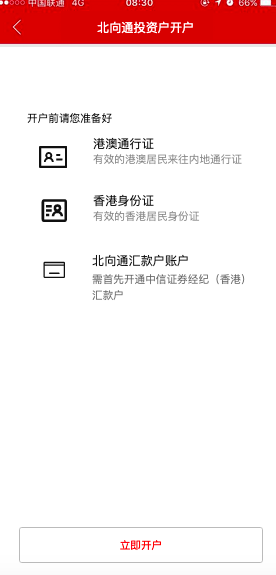 中国联通 4G 08:30 66%
北向通投资户开户
开户前请您准备好
港澳通行证
有效的港澳居民来往内地通行证
香港身份证
有效的香港居民身份证
北向通汇款户账户
需首先开通中信证券经纪（香港）
汇款户
立即开户